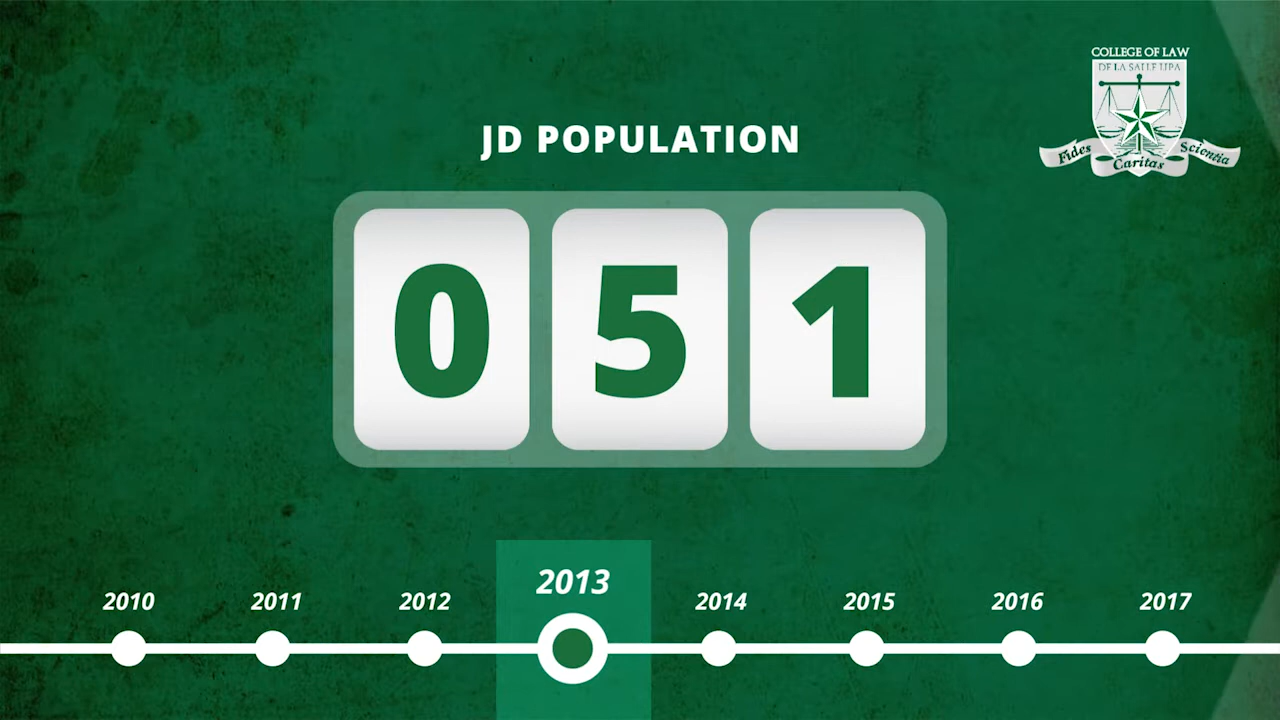 COLLEGE OF LAW
DE LA SALLE LIPA
Fides Caritas Scientia
JD POPULATION
0 5 1
2010 2011 2012 2013 2014 2015 2016 2017